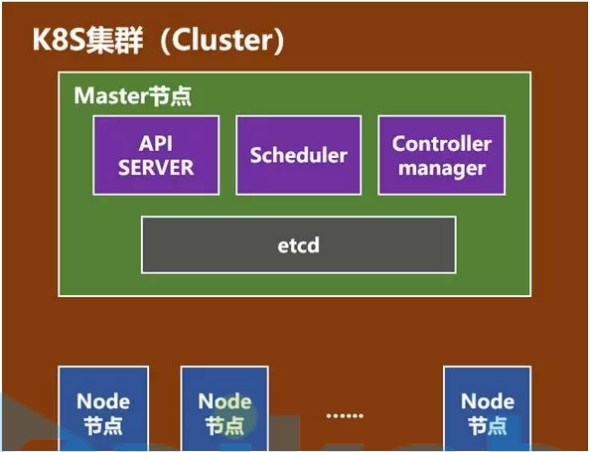 K8S集群（Cluster）
Master节点
API
SERVER
Scheduler
Controller
manager
etcd
Node
节点
Node
节点
......
Node
节点